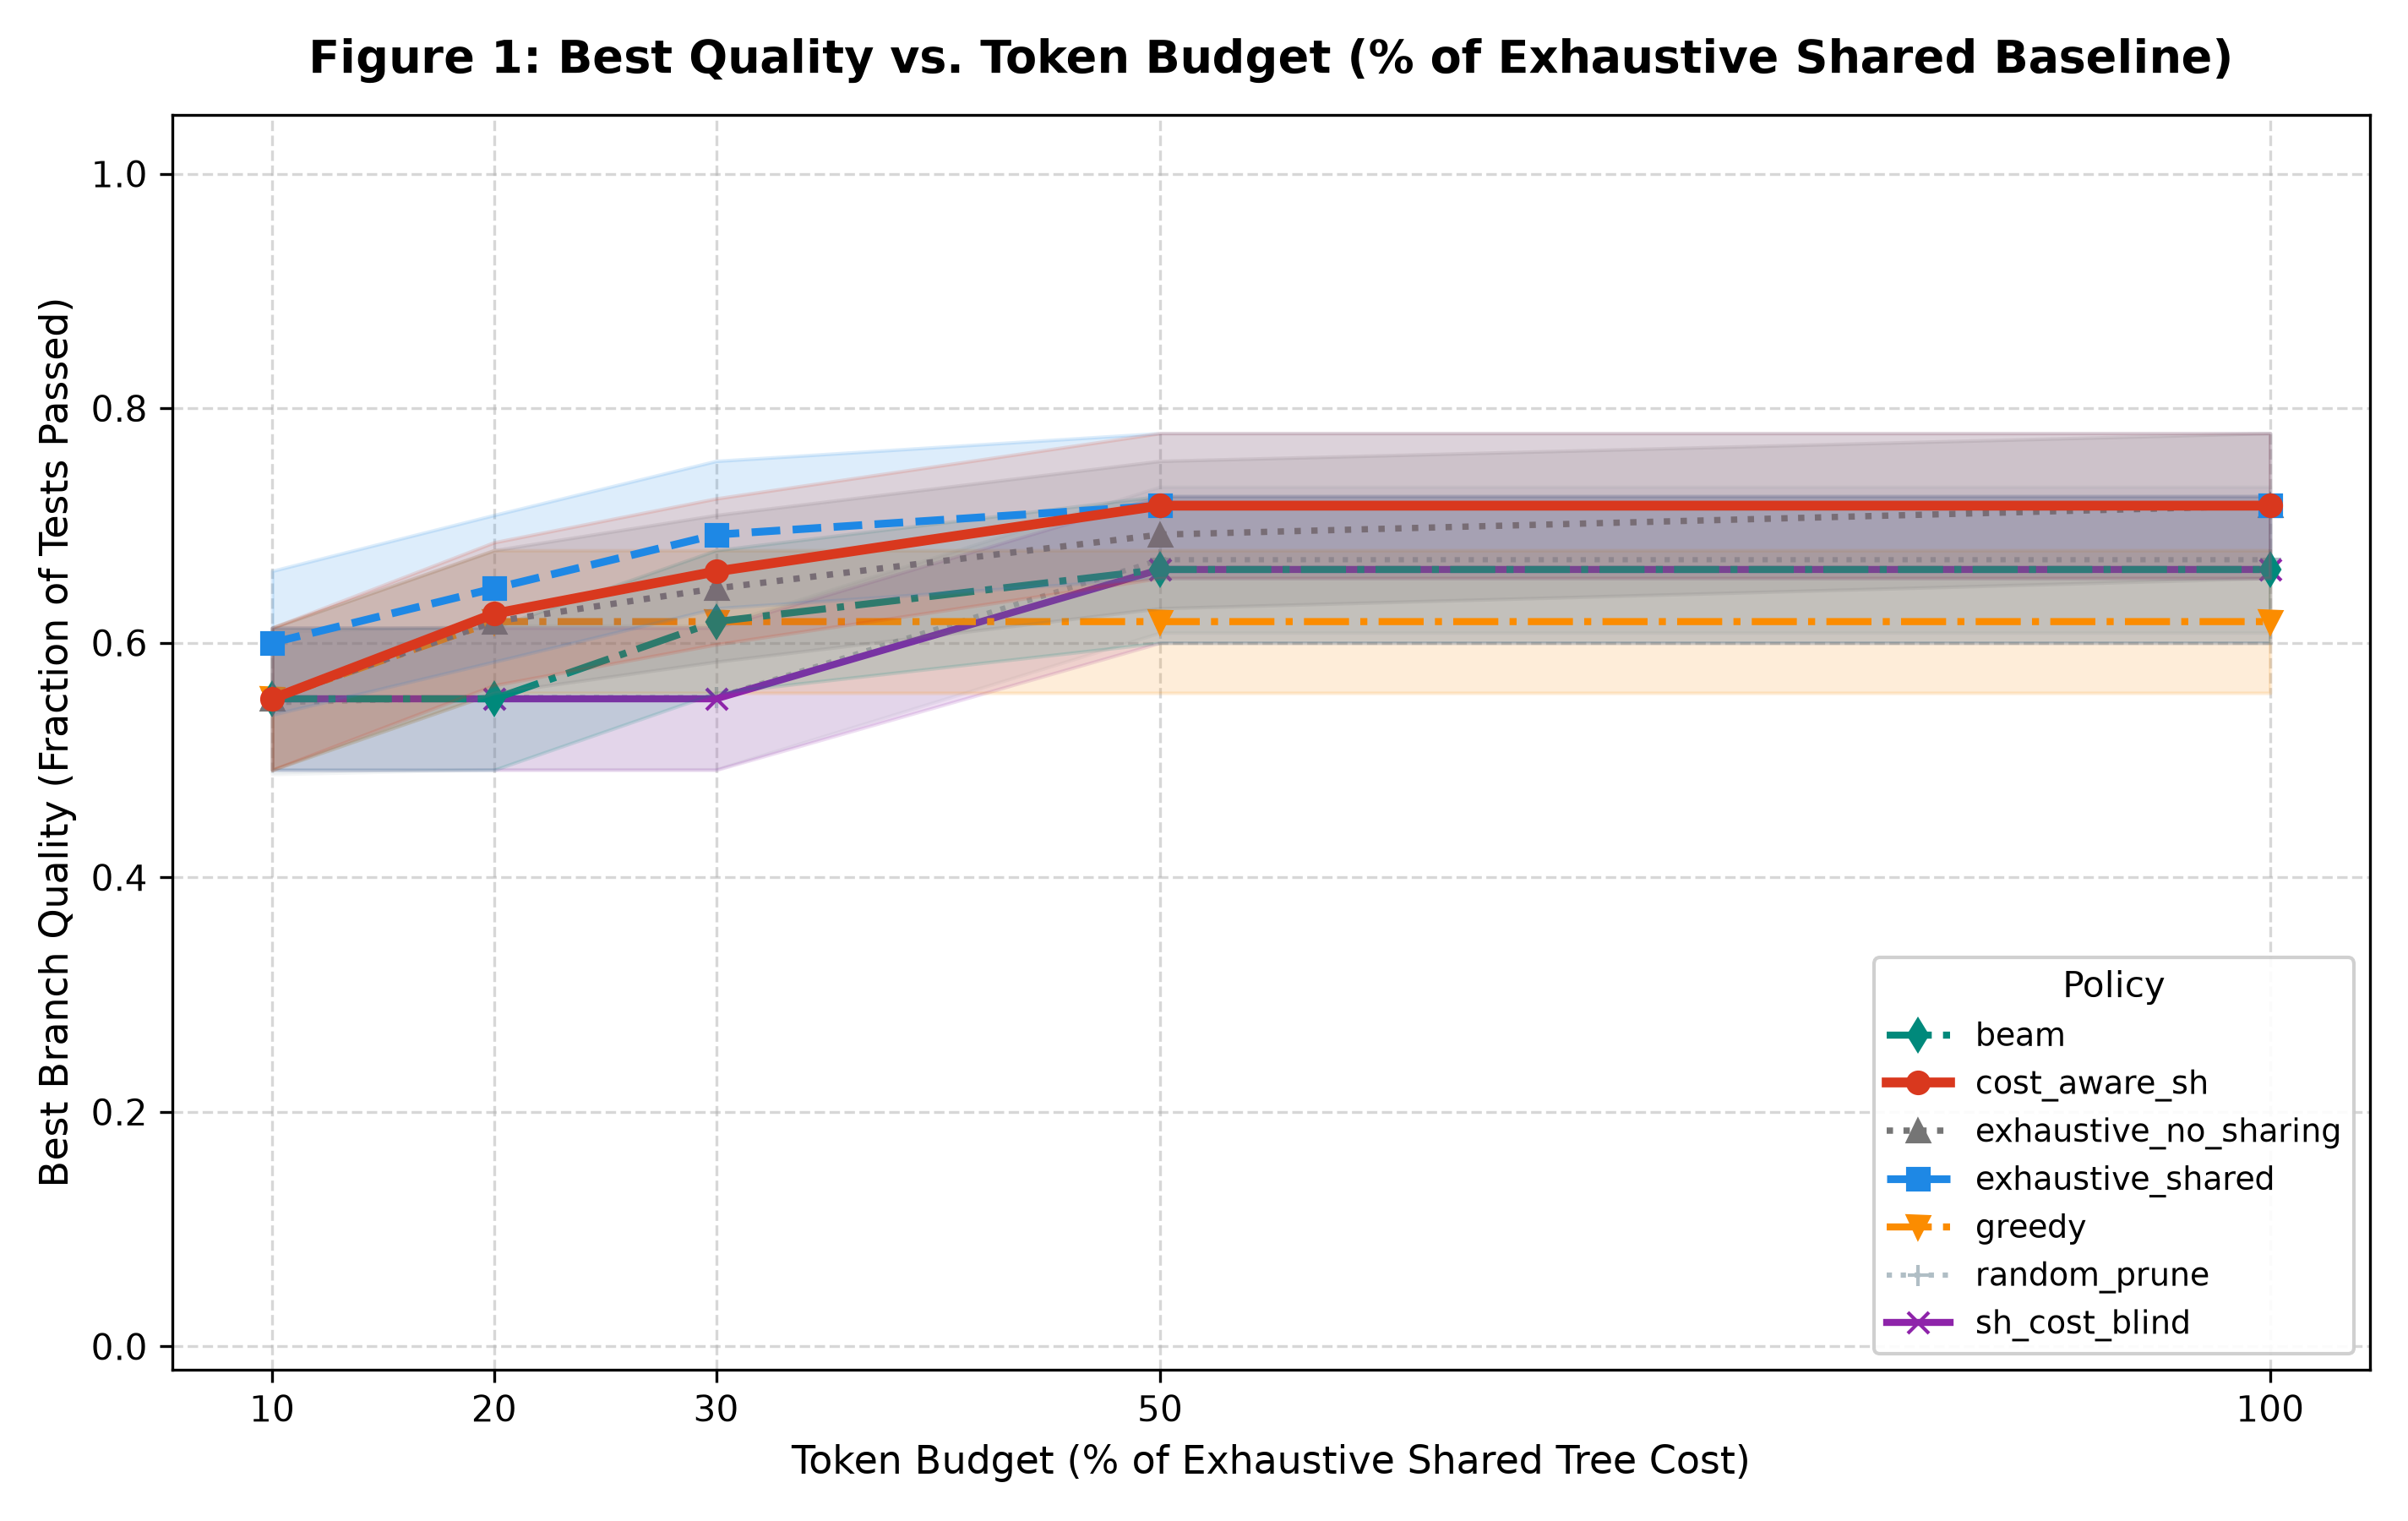 Figure 1: Best Quality vs. Token Budget (% of Exhaustive Shared Baseline)
Best Branch Quality (Fraction of Tests Passed)
1.0
0.8
0.6
0.4
0.2
0.0
Policy
beam
cost_aware_sh
exhaustive_no_sharing
exhaustive_shared
greedy
random_prune
sh_cost_blind
10 20 30 50 100
Token Budget (% of Exhaustive Shared Tree Cost)